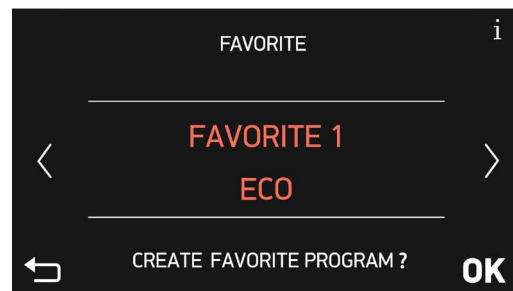 i
FAVORITE
FAVORITE 1
ECO
CREATE FAVORITE PROGRAM ?
OK